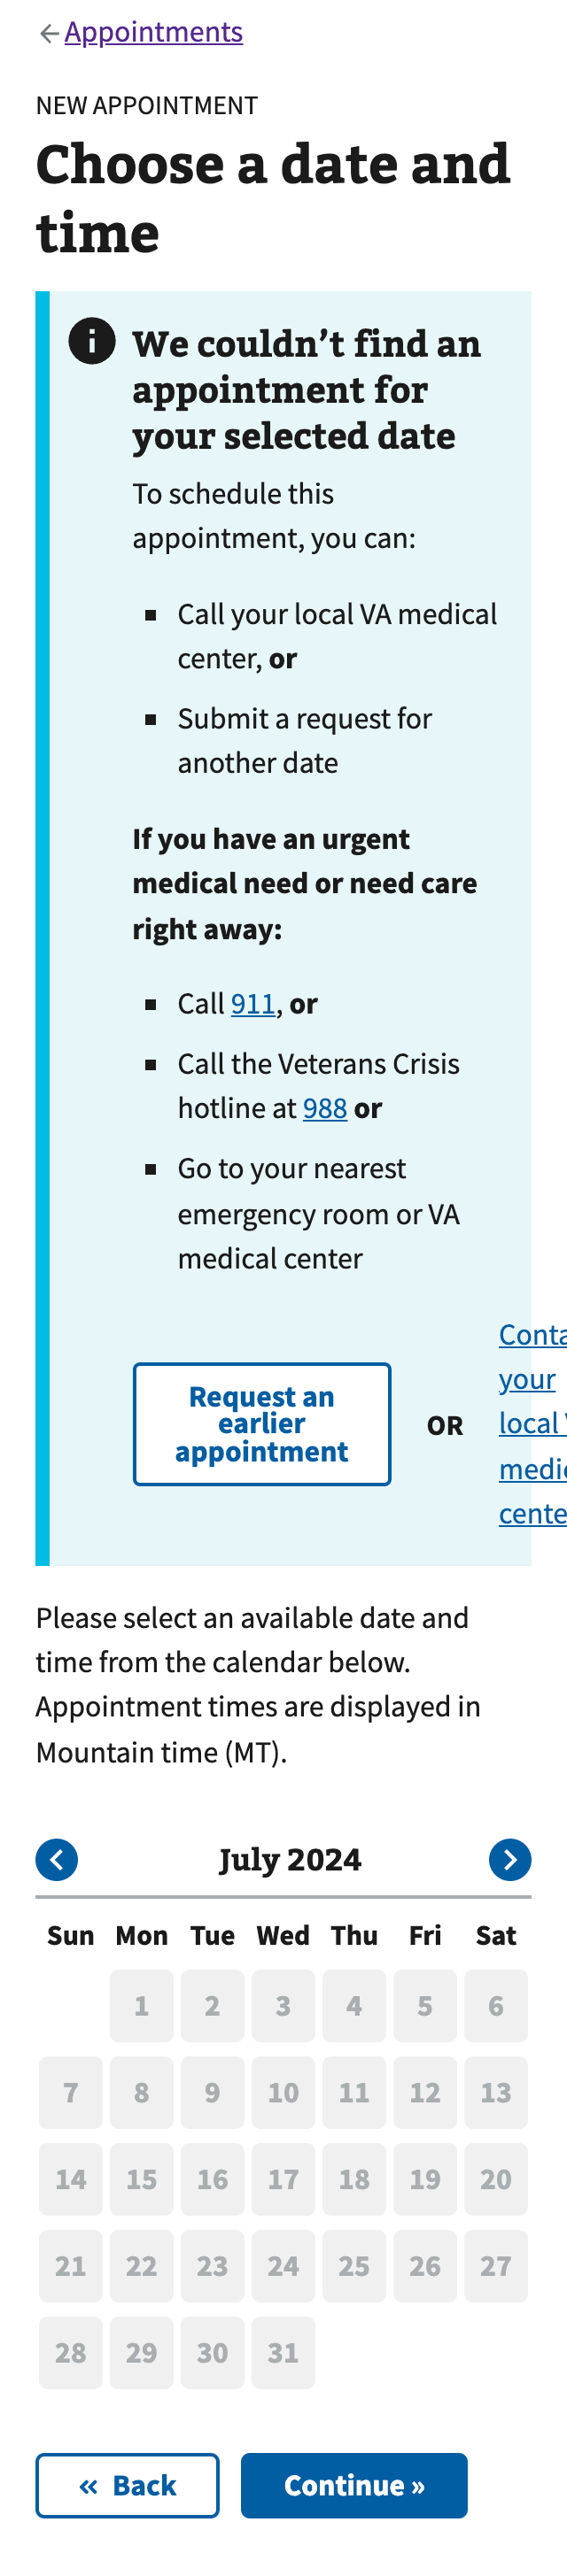 Appointments
NEW APPOINTMENT
Choose a date and
time
We couldn’t find an
appointment for
your selected date
To schedule this
appointment, you can:
Call your local VA medical
center, or
Submit a request for
another date
If you have an urgent
medical need or need care
right away:
Call 911, or
Call the Veterans Crisis
hotline at 988 or
Go to your nearest
emergency room or VA
medical center
Request an
earlier
appointment
OR
your
local
Please select an available date and
time from the calendar below.
Appointment times are displayed in
Mountain time (MT).
July 2024
Sun Mon Tue Wed Thu Fri Sat
1 2 3 4 5 6
7 8 9 10 11 12 13
14 15 16 17 18 19 20
21 22 23 24 25 26 27
28 29 30 31
« Back
Continue »